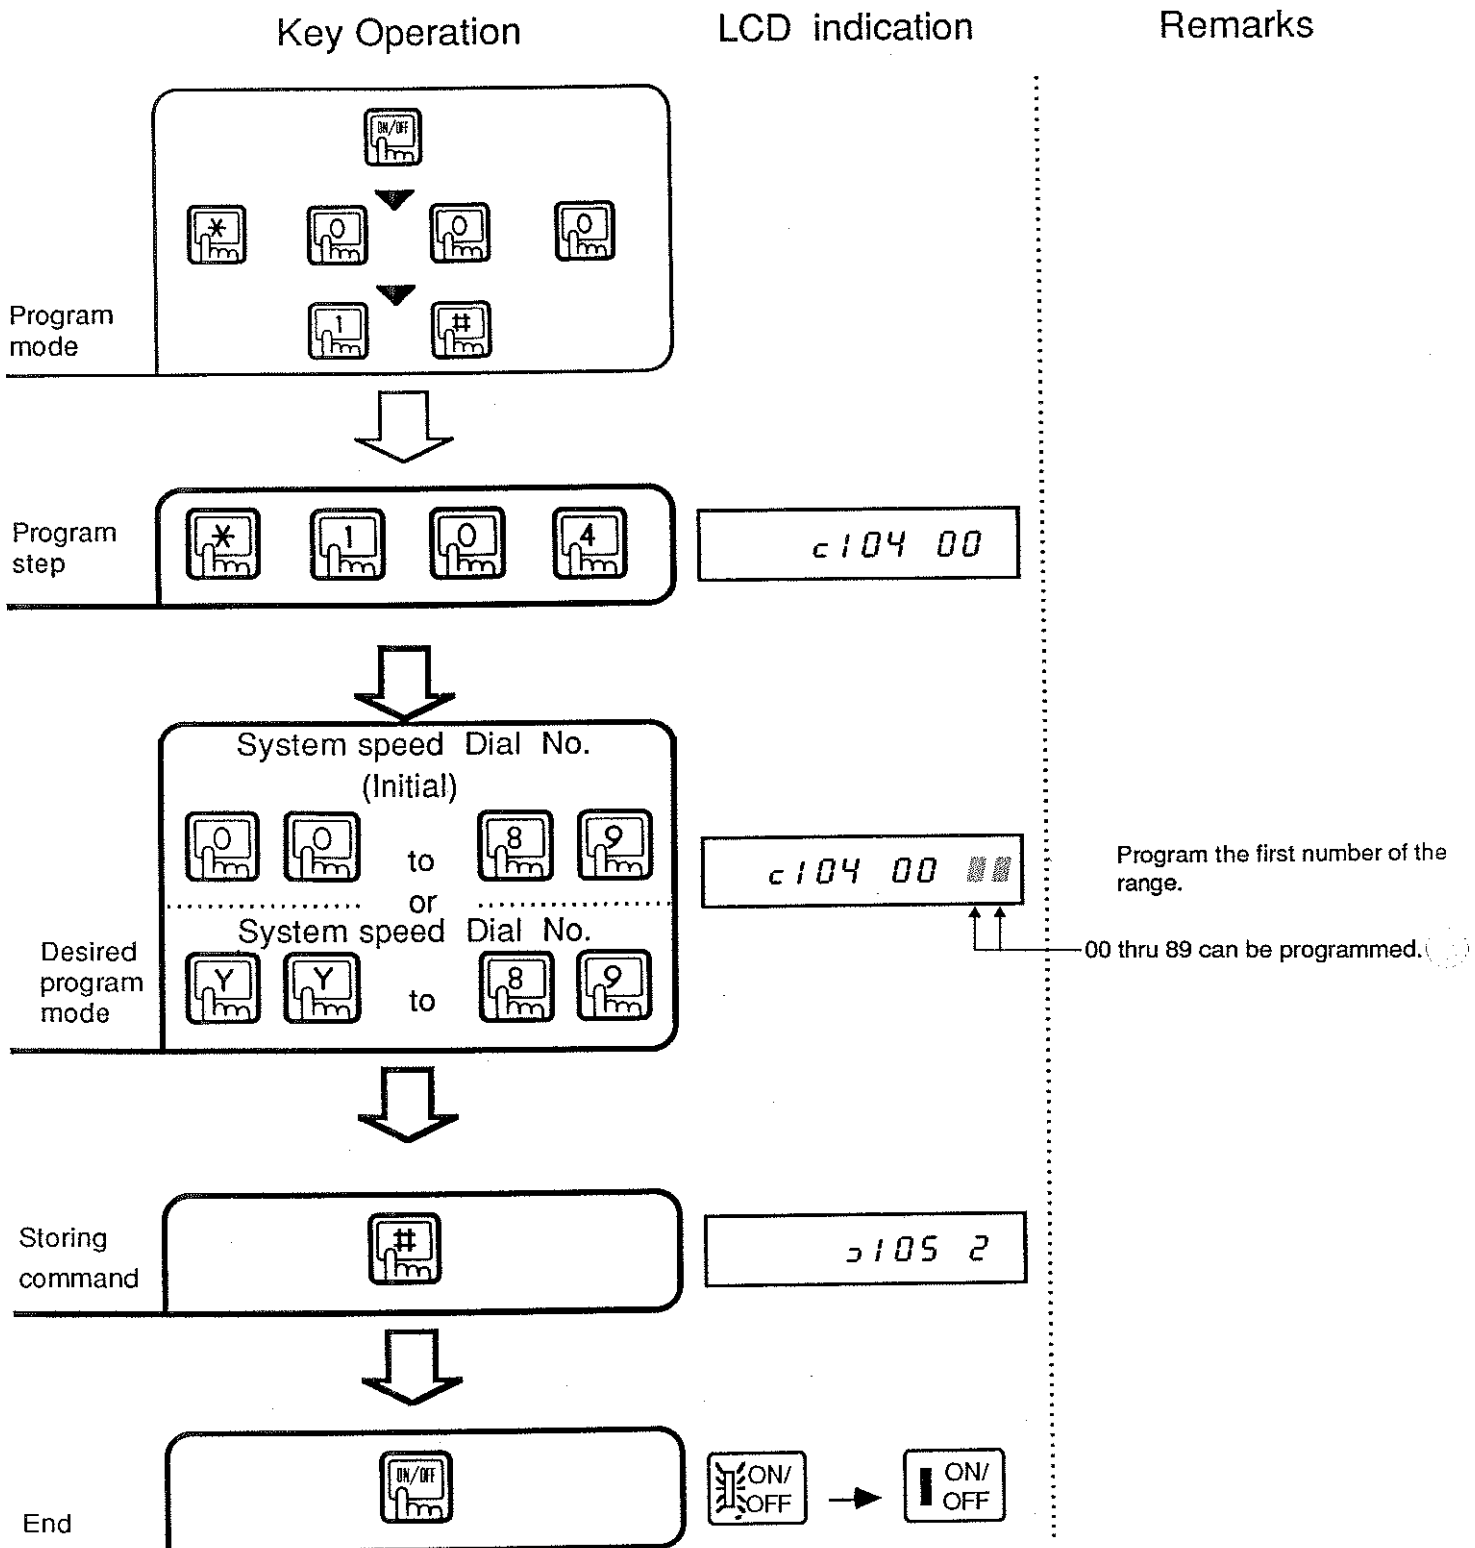 Key Operation LCD indication Remarks
ON/OFF
* 0 0 0
1 #
Program
mode
Program
step
* 1 0 4
c104 00
System speed Dial No.
(Initial)
0 0 to 8 9
or
System speed Dial No.
Y Y to 8 9
Desired
program
mode
c104 00
Program the first number of the
range.
00 thru 89 can be programmed.
Storing
command
#
ɔ105 2
End
ON/OFF
ON/
OFF
ON/
OFF